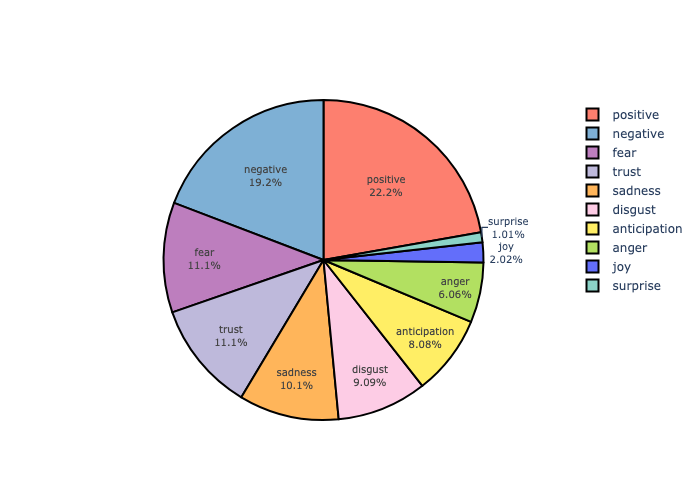 positive
22.2%
negative
19.2%
fear
11.1%
trust
11.1%
sadness
10.1%
disgust
9.09%
anticipation
8.08%
anger
6.06%
joy
2.02%
surprise
1.01%
positive
negative
fear
trust
sadness
disgust
anticipation
anger
joy
surprise